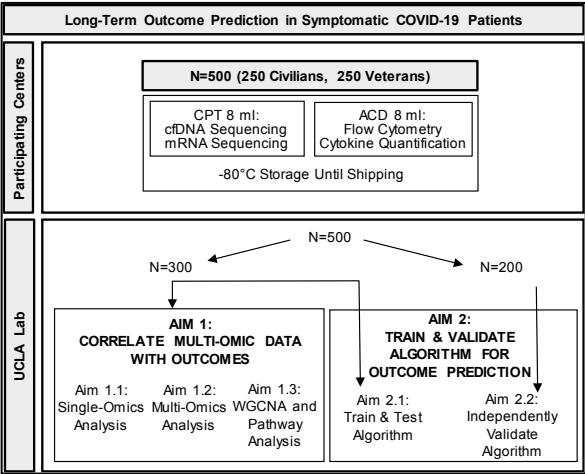 Long-Term Outcome Prediction in Symptomatic COVID-19 Patients
Participating Centers
N=500 (250 Civilians, 250 Veterans)
CPT 8 ml:
cfDNA Sequencing
mRNA Sequencing
ACD 8 ml:
Flow Cytometry
Cytokine Quantification
-80°C Storage Until Shipping
UCLA Lab
N=500
N=300
N=200
AIM 1:
CORRELATE MULTI-OMIC DATA
WITH OUTCOMES
Aim 1.1:
Single-Omics
Analysis
Aim 1.2:
Multi-Omics
Analysis
Aim 1.3:
WGCNA and
Pathway
Analysis
AIM 2:
TRAIN & VALIDATE
ALGORITHM FOR
OUTCOME PREDICTION
Aim 2.1:
Train & Test
Algorithm
Aim 2.2:
Independently
Validate
Algorithm